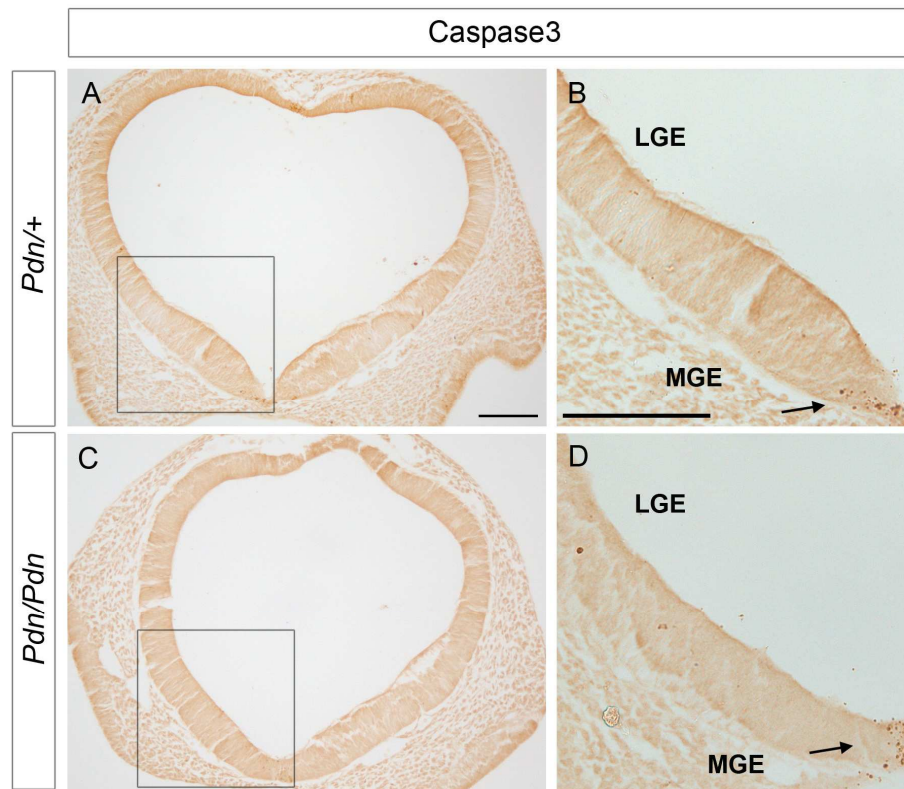 Caspase3
Pdn/+
A
B
LGE
MGE
Pdn/Pdn
C
D
LGE
MGE